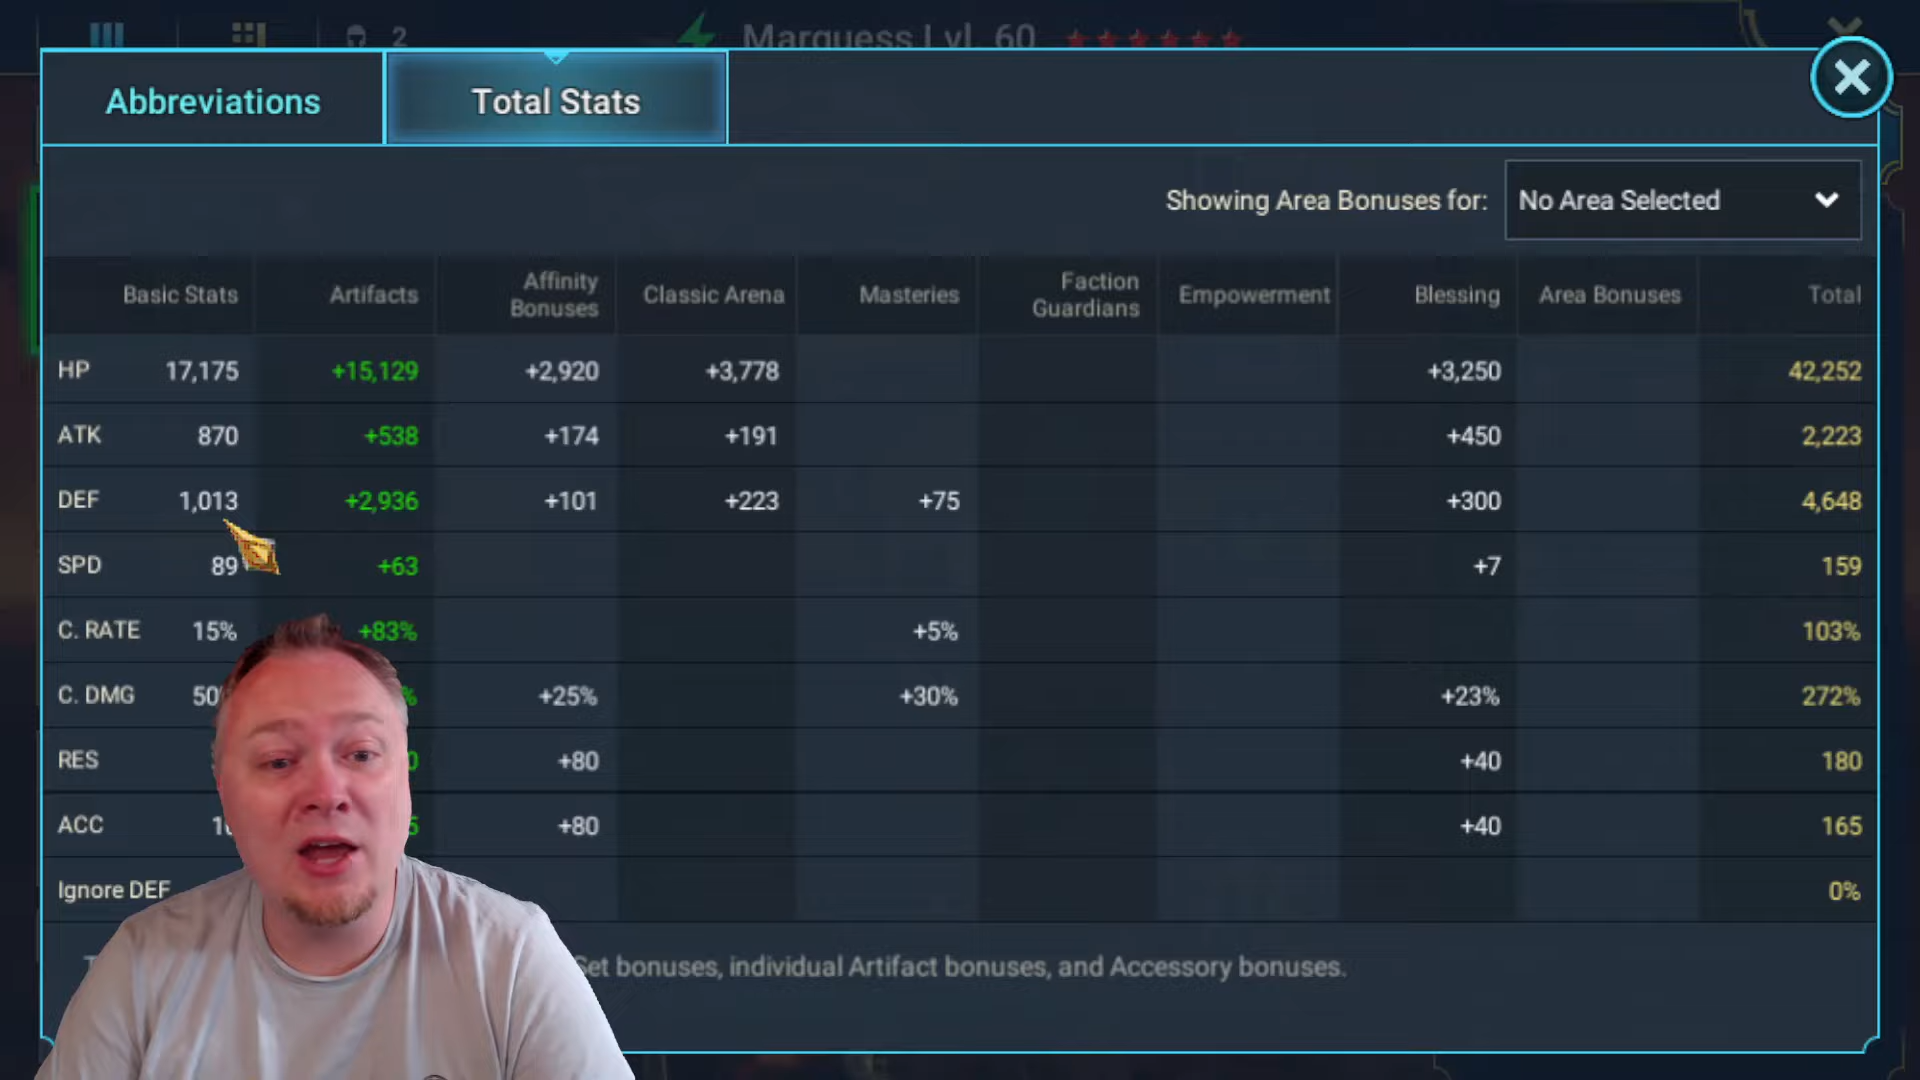 2
Marquess Lvl. 60
Abbreviations
Total Stats
Showing Area Bonuses for:
No Area Selected
Basic Stats Artifacts Affinity Bonuses Classic Arena Masteries Faction Guardians Empowerment Blessing Area Bonuses Total
HP 17,175 +15,129 +2,920 +3,778 +3,250 42,252
ATK 870 +538 +174 +191 +450 2,223
DEF 1,013 +2,936 +101 +223 +75 +300 4,648
SPD 89 +63 +7 159
C. RATE 15% +83% +5% 103%
C. DMG +25% +30% +23% 272%
RES +80 +40 180
ACC +80 +40 165
Ignore DEF 0%
Set bonuses, individual Artifact bonuses, and Accessory bonuses.